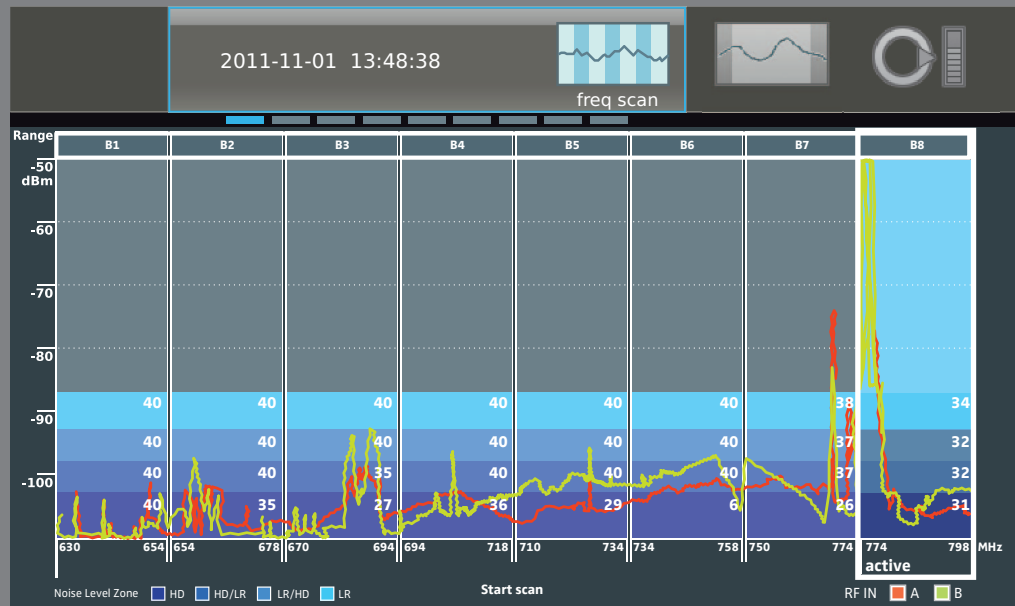 2011-11-01 13:48:38
freq scan
Range
B1 B2 B3 B4 B5 B6 B7 B8
-50
dBm
-60
-70
-80
-90
-100
40 40 40 40 40 40 38 34
40 40 40 40 40 40 37 32
40 40 35 40 40 40 37 32
40 35 27 36 29 6 26 31
630 654 654 678 670 694 694 718 710 734 734 758 750 774 774 798 MHz
active
Noise Level Zone HD HD/LR LR/HD LR Start scan RF IN A B